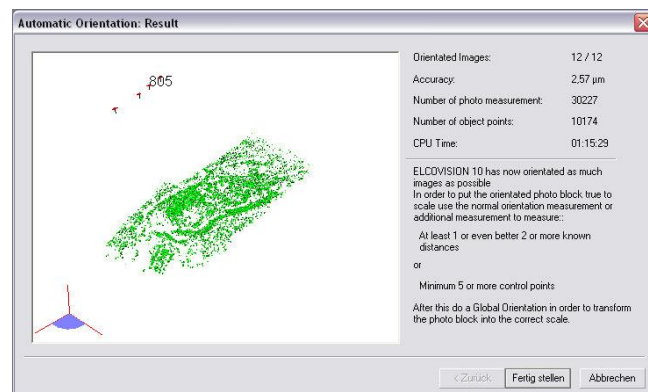 Automatic Orientation: Result
805
Orientated Images: 12 / 12
Accuracy: 2,57 µm
Number of photo measurement: 30227
Number of object points: 10174
CPU Time: 01:15:29
ELCOVISION 10 has now orientated as much
images as possible
In order to put the orientated photo block true to
scale use the normal orientation measurement or
additional measurement to measure::
At least 1 or even better 2 or more known
distances
or
Minimum 5 or more control points
After this do a Global Orientation in order to transform
the photo block into the correct scale.
< Zurück Fertig stellen Abbrechen